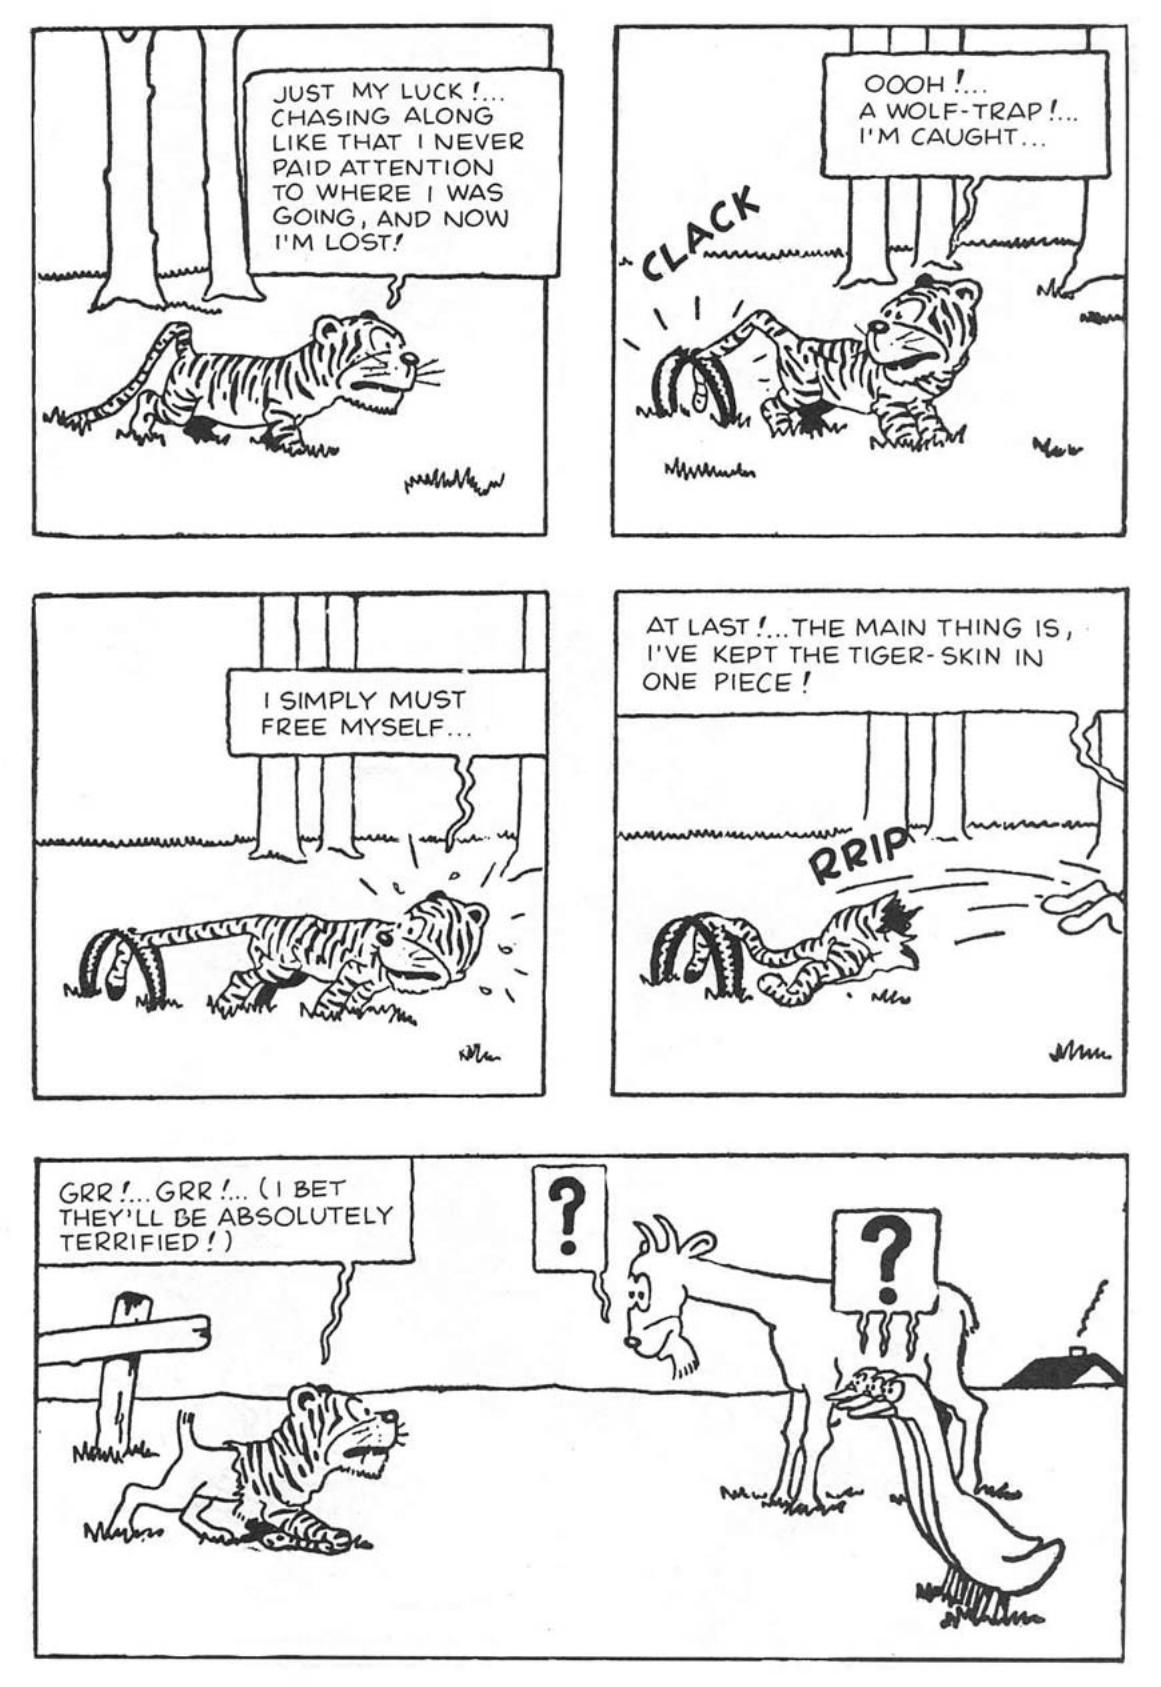 JUST MY LUCK!...
CHASING ALONG
LIKE THAT I NEVER
PAID ATTENTION
TO WHERE I WAS
GOING, AND NOW
I'M LOST!
OOOH!...
A WOLF-TRAP!...
I'M CAUGHT...
CLACK
I SIMPLY MUST
FREE MYSELF...
AT LAST!...THE MAIN THING IS,
I'VE KEPT THE TIGER-SKIN IN
ONE PIECE!
RRIP
GRR!...GRR!...(I BET
THEY'LL BE ABSOLUTELY
TERRIFIED!)
?
?